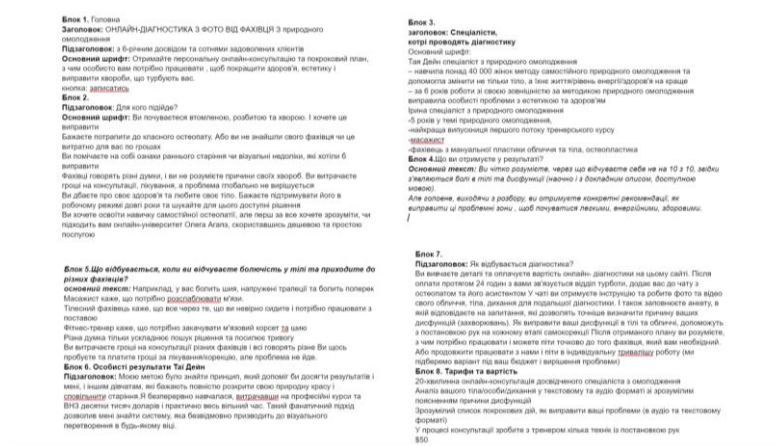 Блок 1. Головна
Заголовок: ОНЛАЙН-ДІАГНОСТИКА З ФОТО ВІД ФАХІВЦЯ З природного
омолодження
Підзаголовок: з 6-річним досвідом та сотнями задоволених клієнтів
Основний шрифт: Отримайте персональну онлайн-консультацію та покроковий план,
з чим особисто вам потрібно працювати , щоб покращити здоров'я, естетику і
виправити хвороби, що турбують вас.
кнопка: записатись
Блок 2.
Підзаголовок: Для кого підійде?
Основний шрифт: Ви почуваєтеся втомленою, розбитою та хворою. І хочете це
виправити
Бажаєте потрапити до класного остеопату. Або ви не знайшли свого фахівця чи це
витратно для вас по грошах
Ви помічаєте на собі ознаки раннього старіння чи візуальні недоліки, які хотіли б
виправити
Фахівці говорять різні думки, і ви не розумієте причини своїх хвороб. Ви витрачаєте
гроші на консультації, лікування, а проблема глобально не вирішується
Ви дбаєте про своє здоров'я та любите своє тіло. Бажаєте підтримувати його в
робочому режимі довгі роки та шукайте для цього доступні рішення
Ви хочете освоїти навичку самостійної остеопатії, але перш за все хочете зрозуміти, чи
підходить вам онлайн-університет Олега Агапа, скориставшись дешевою та простою
послугою
Блок 3.
заголовок: Спеціалісти,
котрі проводять діагностику
Основний шрифт:
Тая Дейн спеціаліст з природного омолодження
– навчила понад 40 000 жінок методу самостійного природного омолодження та
допомогла змінити не тільки тіло, а їхнє життя/рівень енергії/здоров'я на краще
– за 6 років роботи зі своєю зовнішністю за методикою природного омолодження
виправила особисті проблеми з естетикою та здоров'ям
Ірина спеціаліст з природного омолодження
-5 років у темі природного омолодження,
-найкраща випускниця першого потоку тренерського курсу
-масажист
-фахівець з мануальної пластики обличчя та тіла, остеопластика
Блок 4.Що ви отримуєте у результаті?
Основний текст: Ви чітко розумієте, через що відчуваєте себе не на 10 з 10, звідки
з'являються болі в тілі та дисфункції (наочно і з докладним описом, доступною
мовою).
Але головне, виходячи з разбору, ви отримуєте конкретні рекомендації, як
виправити ці проблемні зони , щоб почуватися легкими, енергійними, здоровими.
Блок 5.Що відбувається, коли ви відчуваєте болючість у тілі та приходите до
різних фахівців?
основний текст: Наприклад, у вас болить шия, напружені трапеції та болить поперек
Масажист каже, що потрібно розслаблювати м'язи.
Тілесний фахівець каже, що все через те, що ви невірно сидите і потрібно працювати з
поставою
Фітнес-тренер каже, що потрібно закачувати м'язовий корсет та шию
Різна думка тільки ускладнює пошук рішення та посилює тривогу
Ви витрачаєте гроші на консультації різних фахівців і всі говорять різне Ви щось
пробуєте та платите гроші за лікування/корекцію, але проблема не йде.
Блок 6. Особисті результати Таї Дейн
Підзаголовок: Моєю метою було знайти принцип, який допоміг би досягти результатів і
мені, і іншим дівчатам, які бажають повністю розкрити свою природну красу і
сповільнити старіння.Я безперервно навчалася, витрачавши на професійні курси та
ВНЗ десятки тисяч доларів і практично весь вільний час. Такий фанатичний підхід
дозволив мені знайти систему, яка безвідмовно призводить до візуального
перетворення в будь-якому віці.
Блок 7.
Підзаголовок: Як відбувається діагностика?
Ви вивчаєте деталі та оплачуєте вартість онлайн- діагностики на цьому сайті. Після
оплати протягом 24 годин з вами зв'язується відділ турботи, додає вас до чату з
остеопатом та його асистентом У чаті ви отримуєте інструкцію та робите фото та відео
свого обличчя, тіла, дихання для подальшої діагностики. І також заповнюєте анкету, в
якій відповідаєте на запитання, які дозволять точніше визначити причину ваших
дисфункцій (захворювань). Як виправити ваші дисфункції в тілі та обличчі, допоможуть
з постановкою рук на кожному етапі самокорекції Після отриманого плану ви розумієте,
з чим потрібно працювати і можете піти точково до того фахівця, який вам необхідний.
Або продовжити працювати з нами і піти в індивідуальну тривалішу роботу (ми
підберемо варіант під ваш бюджет і вирішення проблеми)
Блок 8. Тарифи та вартість
20-хвилинна онлайн-консультація досвідченого спеціаліста з омолодження
Аналіз вашого тіла/особи/дихання у текстовому та аудіо форматі зі зрозумілим
поясненням причини дисфункцій
Зрозумілий список покрокових дій, як виправити ваші проблеми (в аудіо та текстовому
форматі)
У процесі консультації зробите з тренером кілька технік із постановкою рук
$50